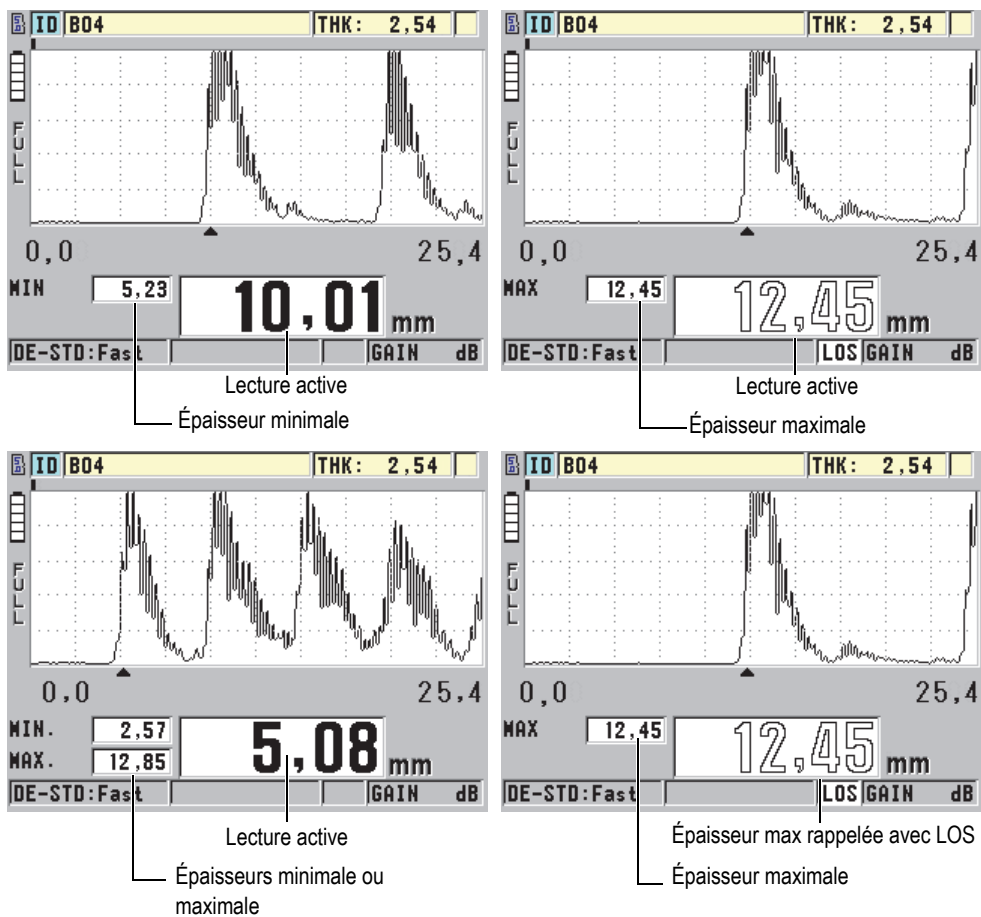 ID B04 THK: 2,54
FULL
0,0 25,4
MIN 5,23 10,01 mm
DE-STD:Fast GAIN dB
Lecture active
Épaisseur minimale
ID B04 THK: 2,54
FULL
0,0 25,4
MAX 12,45 12,45 mm
DE-STD:Fast LOS GAIN dB
Lecture active
Épaisseur maximale
ID B04 THK: 2,54
FULL
0,0 25,4
MIN. 2,57
MAX. 12,85
5,08 mm
DE-STD:Fast GAIN dB
Lecture active
Épaisseurs minimale ou
maximale
ID B04 THK: 2,54
FULL
0,0 25,4
MAX 12,45 12,45 mm
DE-STD:Fast LOS GAIN dB
Épaisseur max rappelée avec LOS
Épaisseur maximale